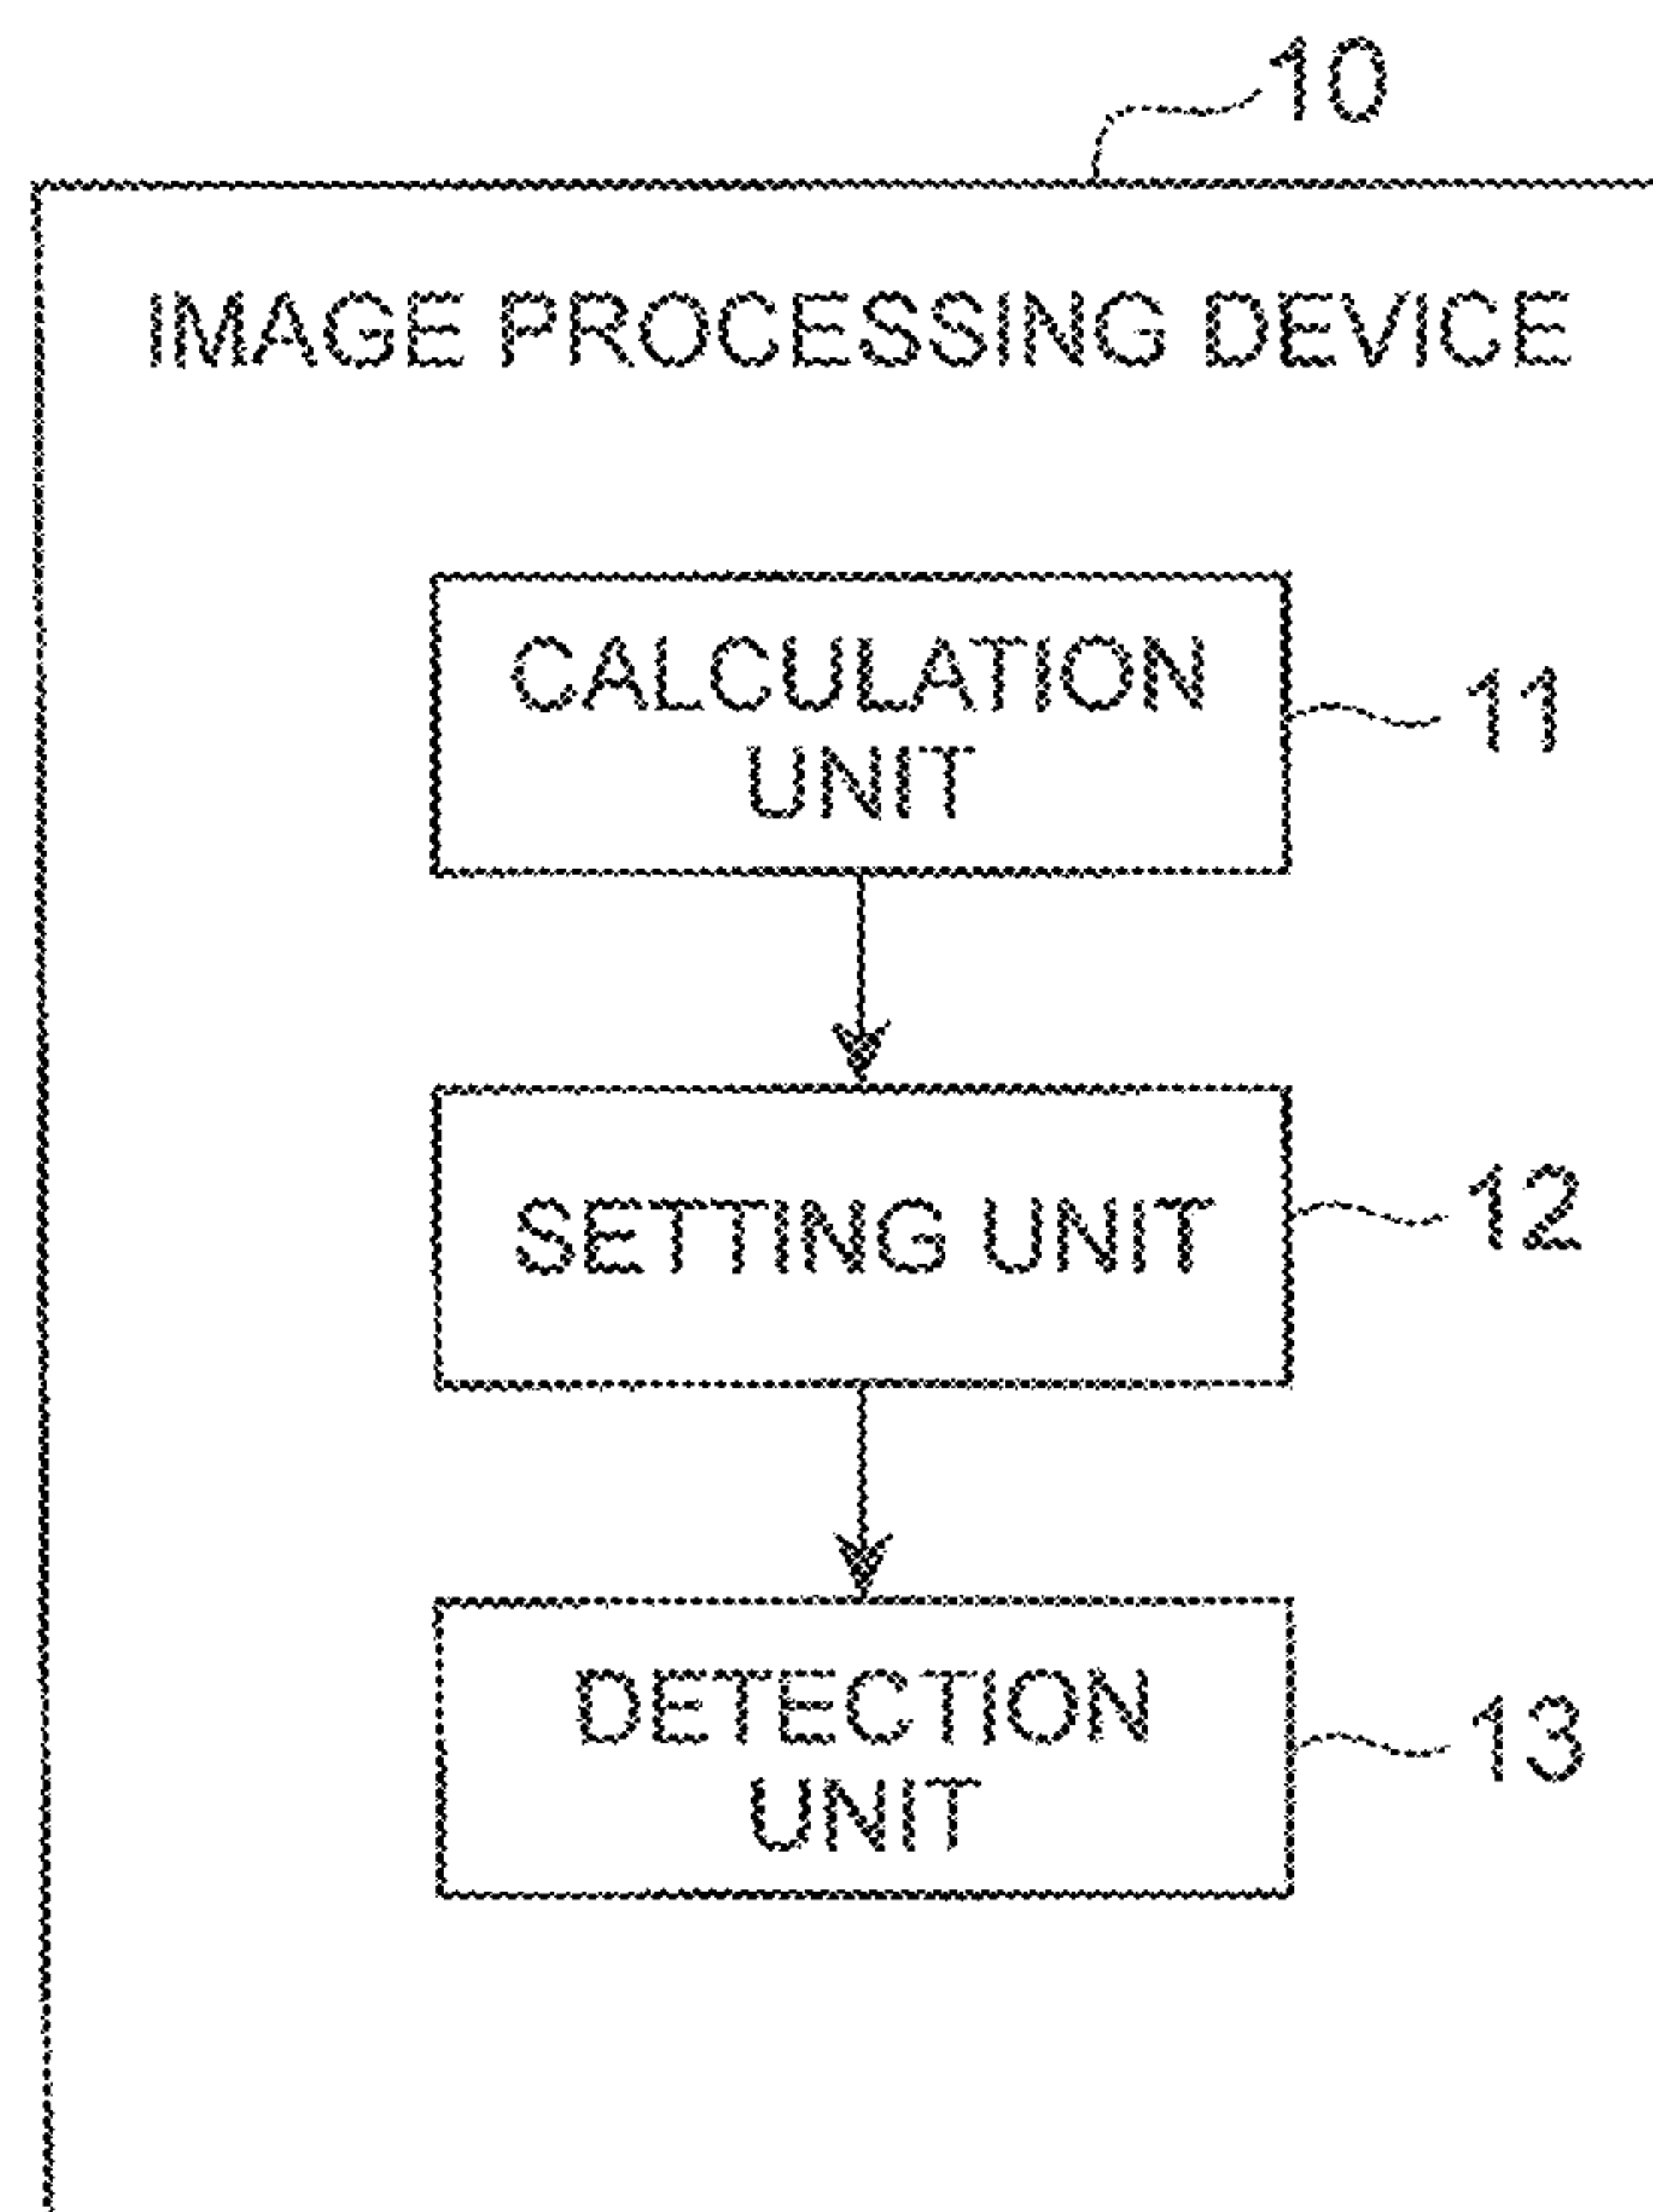 10
IMAGE PROCESSING DEVICE
CALCULATION
UNIT
11
SETTING UNIT
12
DETECTION
UNIT
13